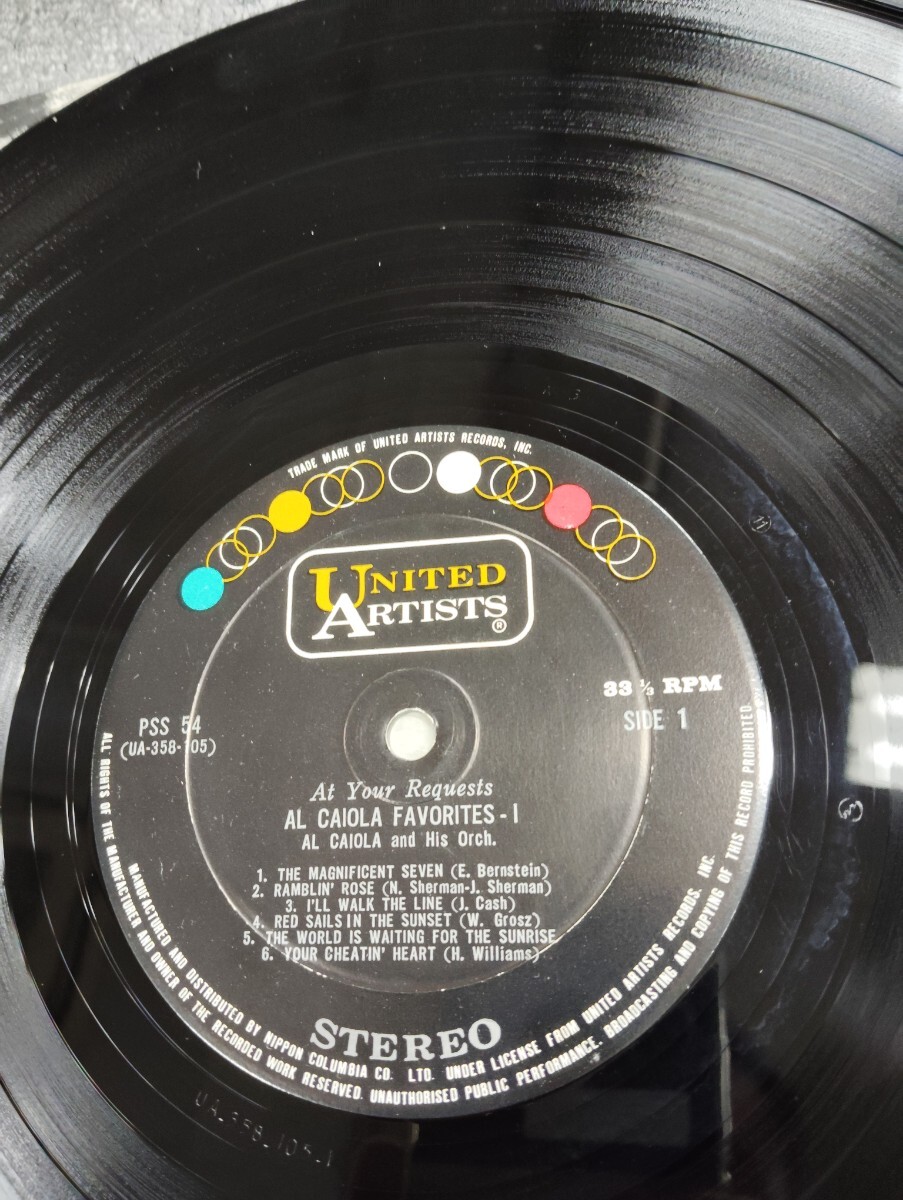 TRADE MARK OF UNITED ARTISTS RECORDS, INC.
UNITED
ARTISTS
®
33 1/3 RPM
SIDE 1
PSS 54
(UA-358-105)
At Your Requests
AL CAIOLA FAVORITES - I
AL CAIOLA and His Orch.
1. THE MAGNIFICENT SEVEN (E. Bernstein)
2. RAMBLIN' ROSE (N. Sherman-J. Sherman)
3. I'LL WALK THE LINE (J. Cash)
4. RED SAILS IN THE SUNSET (W. Grosz)
5. THE WORLD IS WAITING FOR THE SUNRISE
6. YOUR CHEATIN' HEART (H. Williams)
STEREO
MANUFACTURED AND DISTRIBUTED BY NIPPON COLUMBIA CO. LTD. UNDER LICENSE FROM UNITED ARTISTS RECORDS, INC.
ALL RIGHTS OF THE MANUFACTURER AND OWNER OF THE RECORDED WORK RESERVED. UNAUTHORISED PUBLIC PERFORMANCE. BROADCASTING AND COPYING OF THIS RECORD PROHIBITED.
UA-358-105-1